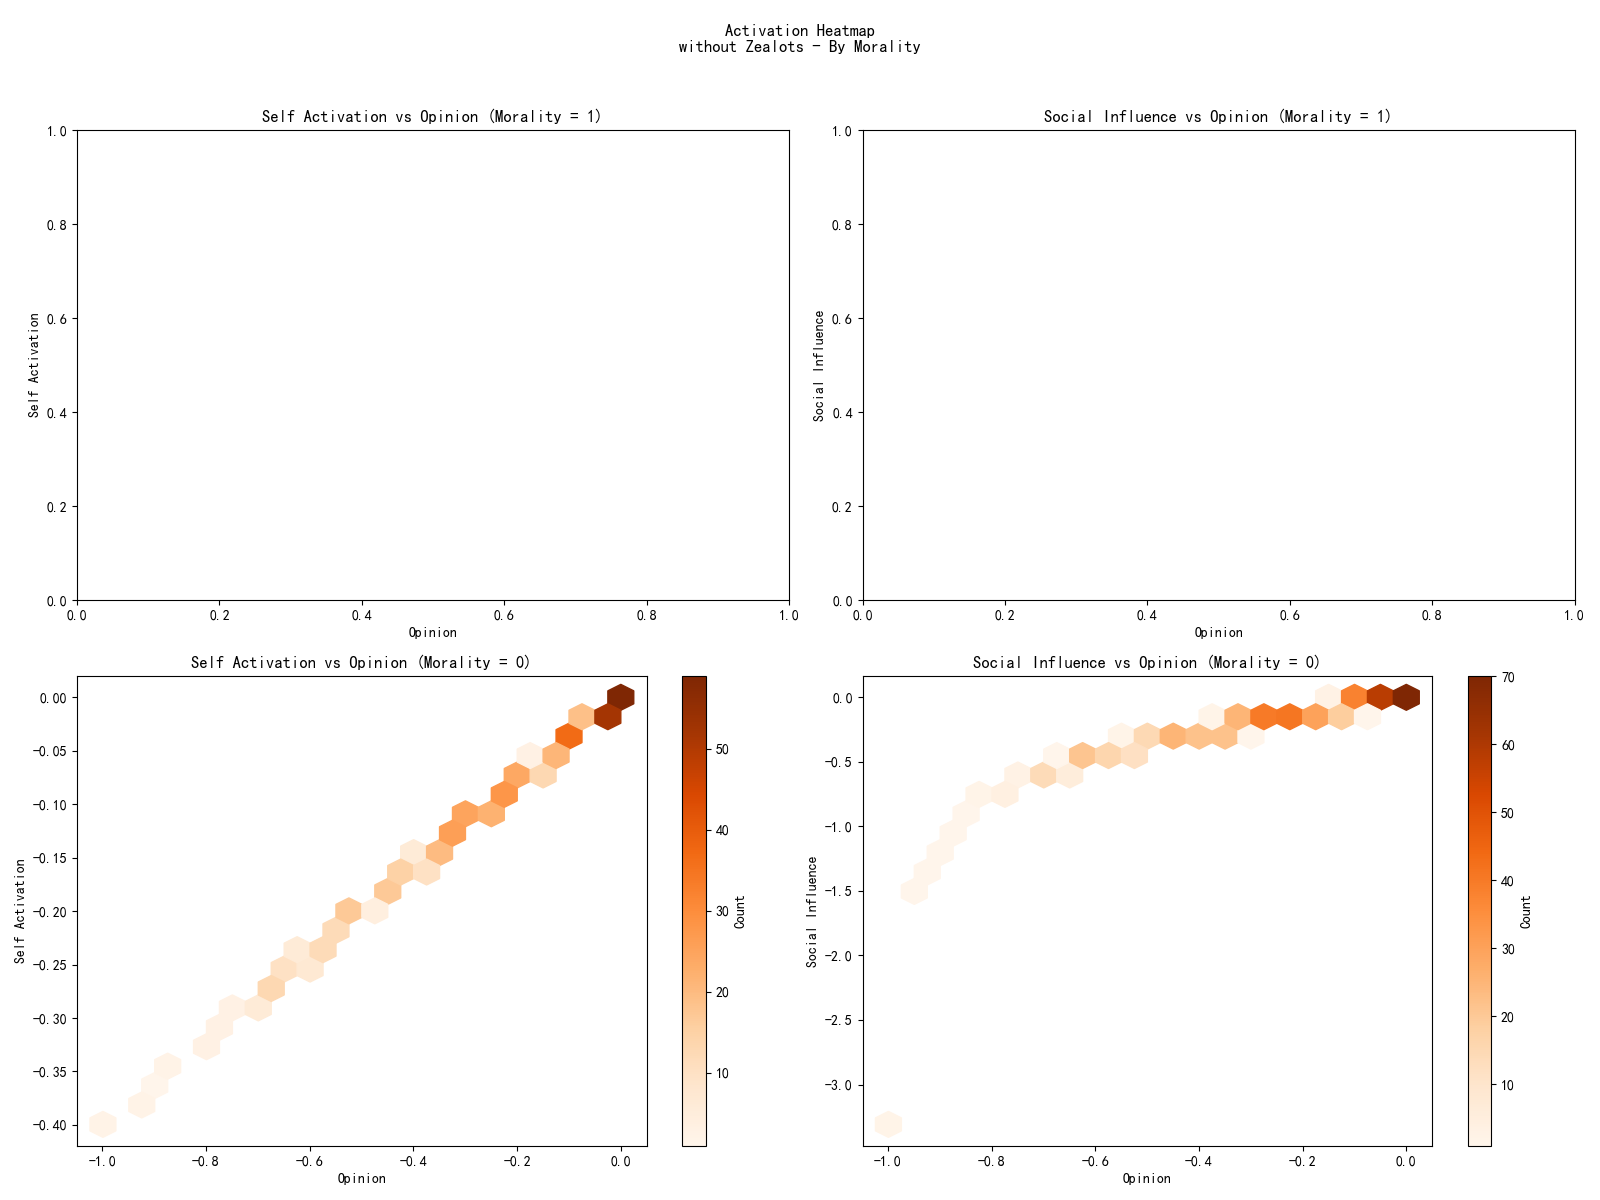 Activation Heatmap
without Zealots - By Morality
Self Activation vs Opinion (Morality = 1)
1.0
0.8
0.6
0.4
0.2
0.0
Self Activation
0.0 0.2 0.4 0.6 0.8 1.0
Opinion
Social Influence vs Opinion (Morality = 1)
1.0
0.8
0.6
0.4
0.2
0.0
Social Influence
0.0 0.2 0.4 0.6 0.8 1.0
Opinion
Self Activation vs Opinion (Morality = 0)
0.00
-0.05
-0.10
-0.15
-0.20
-0.25
-0.30
-0.35
-0.40
Self Activation
-1.0 -0.8 -0.6 -0.4 -0.2 0.0
Opinion
50
40
30
20
10
Count
Social Influence vs Opinion (Morality = 0)
0.0
-0.5
-1.0
-1.5
-2.0
-2.5
-3.0
Social Influence
-1.0 -0.8 -0.6 -0.4 -0.2 0.0
Opinion
70
60
50
40
30
20
10
Count